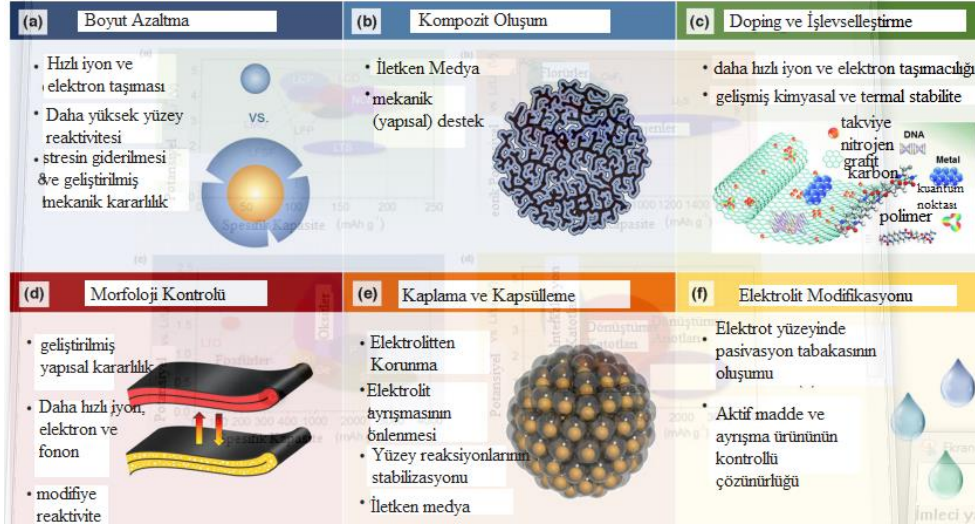 (a) Boyut Azaltma
• Hızlı iyon ve
elektron taşıması
• Daha yüksek yüzey
reaktivitesi
• stresin giderilmesi
& ve geliştirilmiş
mekanik kararlılık
vs.
(b) Kompozit Oluşum
• İletken Medya
• mekanik
(yapısal) destek
(c) Doping ve İşlevselleştirme
• daha hızlı iyon ve elektron taşımacılığı
• gelişmiş kimyasal ve termal stabilite
takviye
nitrojen
grafit
karbon
DNA
Metal
kuantum
noktası
polimer
(d) Morfoloji Kontrolü
• geliştirilmiş
yapısal kararlılık
• Daha hızlı iyon,
elektron ve
fonon
• modifiye
reaktivite
(e) Kaplama ve Kapsülleme
• Elektrolitten
Korunma
• Elektrolit
ayrışmasının
önlenmesi
• Yüzey reaksiyonlarının
stabilizasyonu
• İletken medya
(f) Elektrolit Modifikasyonu
• Elektrot yüzeyinde
pasivasyon tabakasının
oluşumu
• Aktif madde ve
ayrışma ürününün
kontrollü
çözünürlüğü